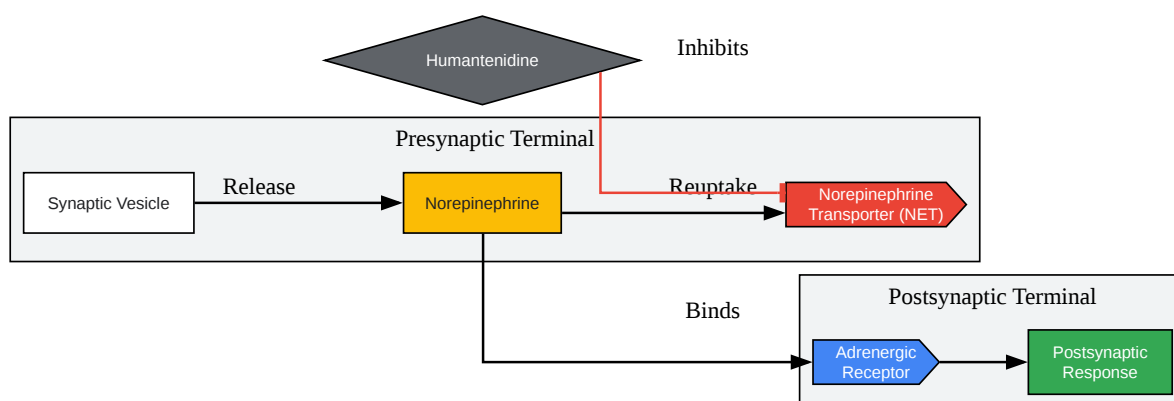 Humantenidine
Inhibits
Presynaptic Terminal
Synaptic Vesicle
Release
Norepinephrine
Reuptake
Norepinephrine
Transporter (NET)
Binds
Postsynaptic Terminal
Adrenergic
Receptor
Postsynaptic
Response